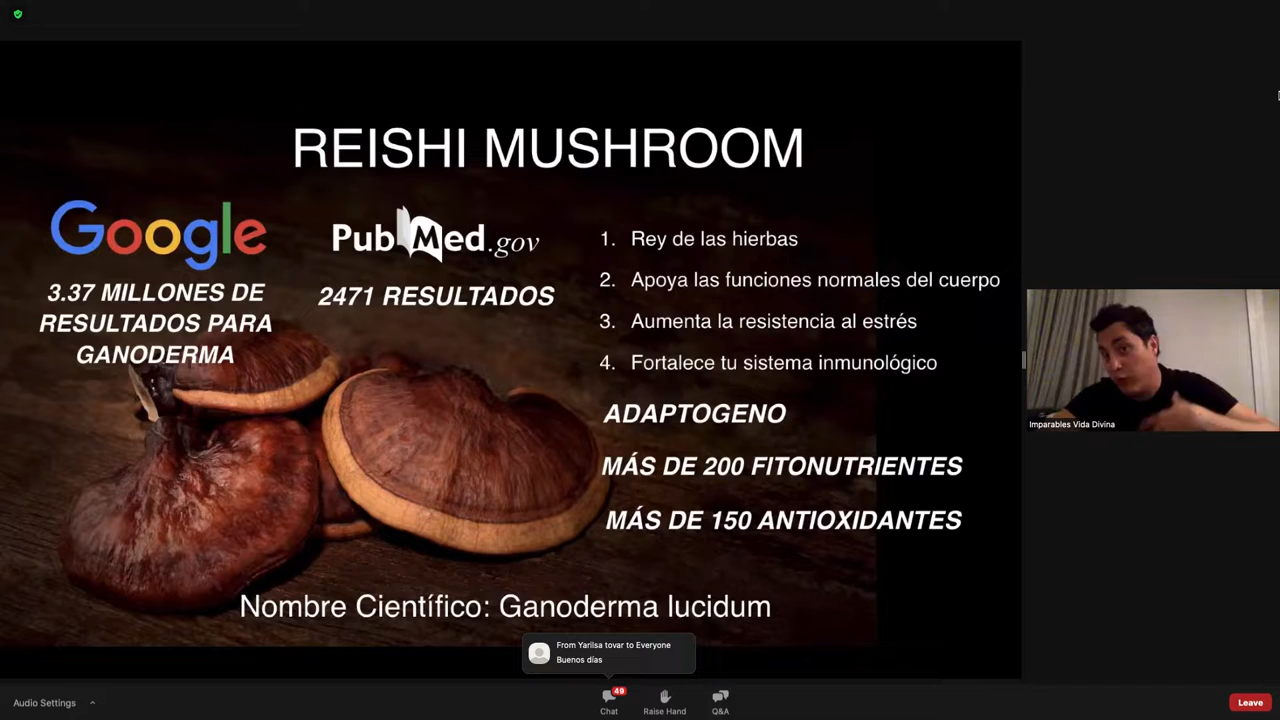 REISHI MUSHROOM
Google
3.37 MILLONES DE
RESULTADOS PARA
GANODERMA
PubMed.gov
2471 RESULTADOS
1. Rey de las hierbas
2. Apoya las funciones normales del cuerpo
3. Aumenta la resistencia al estrés
4. Fortalece tu sistema inmunológico
ADAPTOGENO
MÁS DE 200 FITONUTRIENTES
MÁS DE 150 ANTIOXIDANTES
Nombre Científico: Ganoderma lucidum
Imparables Vida Divina
From Yarilsa tovar to Everyone
Buenos días
Audio Settings
49
Chat
Raise Hand
Q&A
Leave